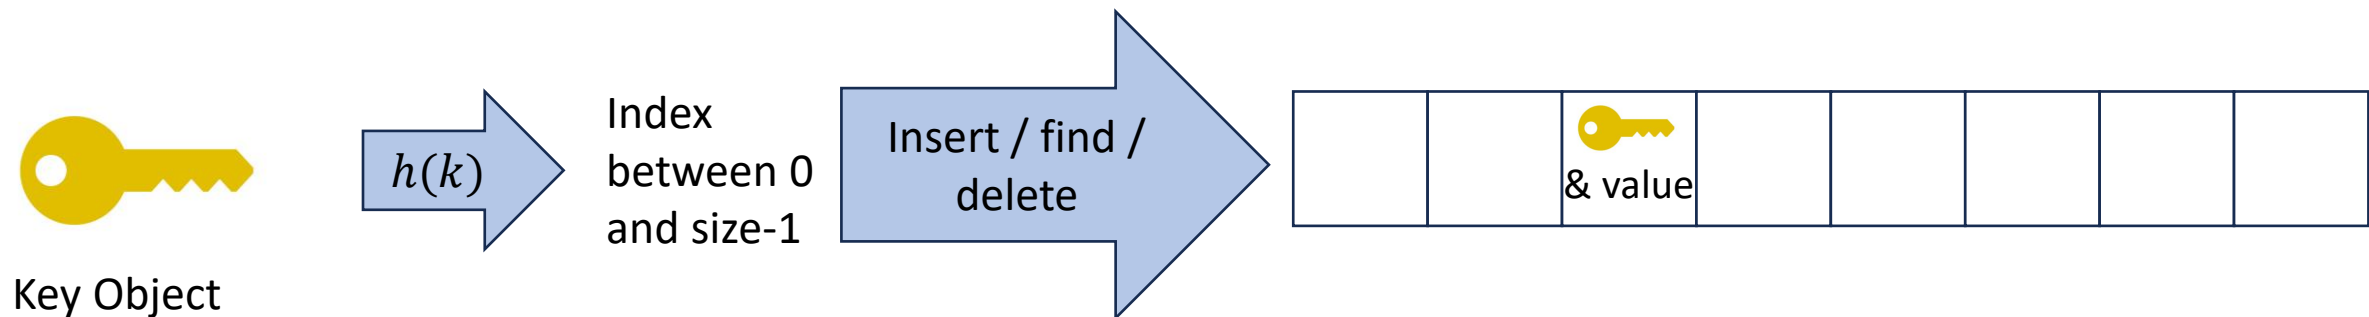 Key Object
h(k)
Index
between 0
and size-1
Insert / find /
delete
& value